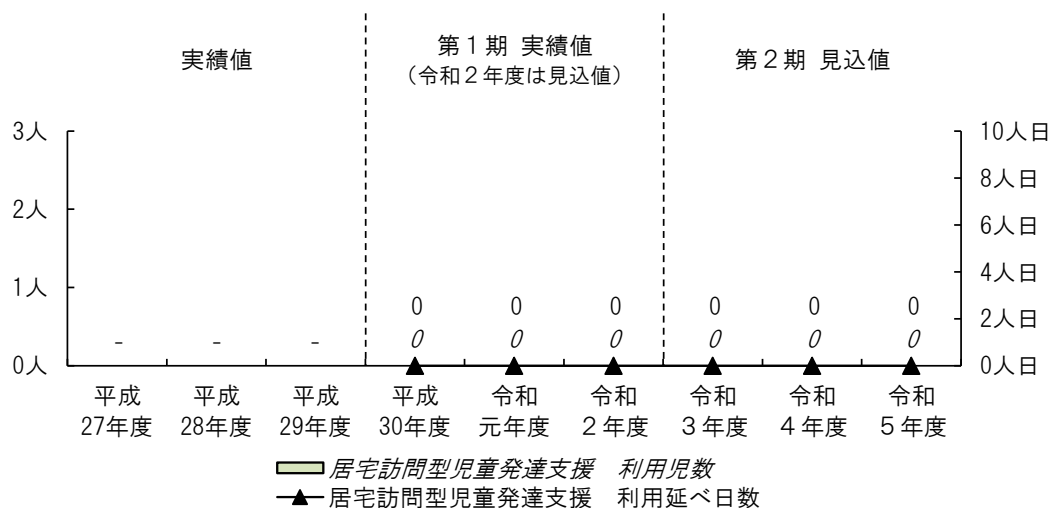 実績値
第１期 実績値
（令和２年度は見込値）
第２期 見込値
3人
2人
1人
0人
10人日
8人日
6人日
4人日
2人日
0人日
0 0 0 0 0 0
- - - 0 0 0 0 0 0
平成 平成 平成 平成 令和 令和 令和 令和 令和
27年度 28年度 29年度 30年度 元年度 ２年度 ３年度 ４年度 ５年度
居宅訪問型児童発達支援　利用児数
居宅訪問型児童発達支援　利用延べ日数